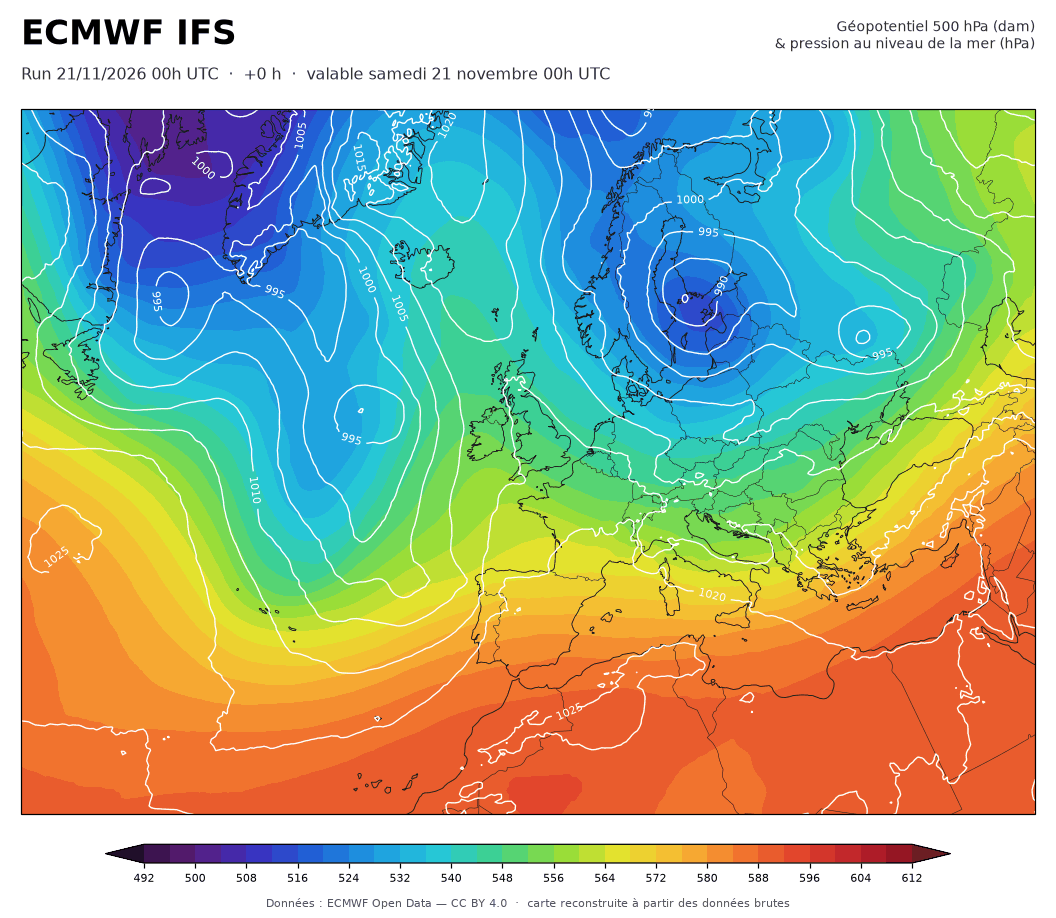 ECMWF IFS
Géopotentiel 500 hPa (dam)
& pression au niveau de la mer (hPa)
Run 21/11/2026 00h UTC · +0 h · valable samedi 21 novembre 00h UTC
1005
1020
1015
1000
1000
995
995
995
1000
1005
990
995
995
1010
1025
1020
1025
492 500 508 516 524 532 540 548 556 564 572 580 588 596 604 612
Données : ECMWF Open Data — CC BY 4.0 · carte reconstruite à partir des données brutes